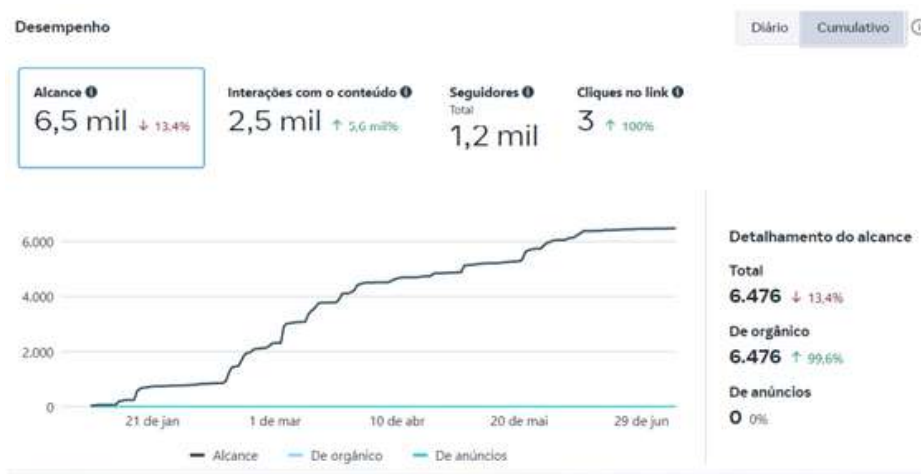 Desempenho
Diário Cumulativo
Alcance
6,5 mil ↓ 13,4%
Interações com o conteúdo
2,5 mil ↑ 5,6 mil%
Seguidores
Total
1,2 mil
Cliques no link
3 ↑ 100%
6.000
4.000
2.000
0
21 de jan 1 de mar 10 de abr 20 de mai 29 de jun
Alcance De orgânico De anúncios
Detalhamento do alcance
Total
6.476 ↓ 13,4%
De orgânico
6.476 ↑ 99,6%
De anúncios
0 0%